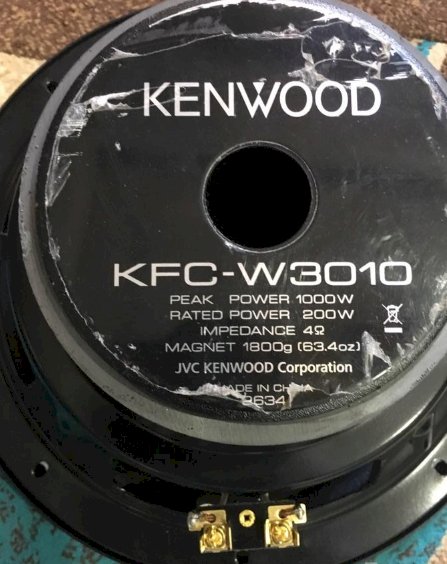 KENWOOD
KFC-W3010
PEAK POWER 1000W
RATED POWER 200W
IMPEDANCE 4Ω
MAGNET 1800g (63.4oz)
JVC KENWOOD Corporation
MADE IN CHINA
2634